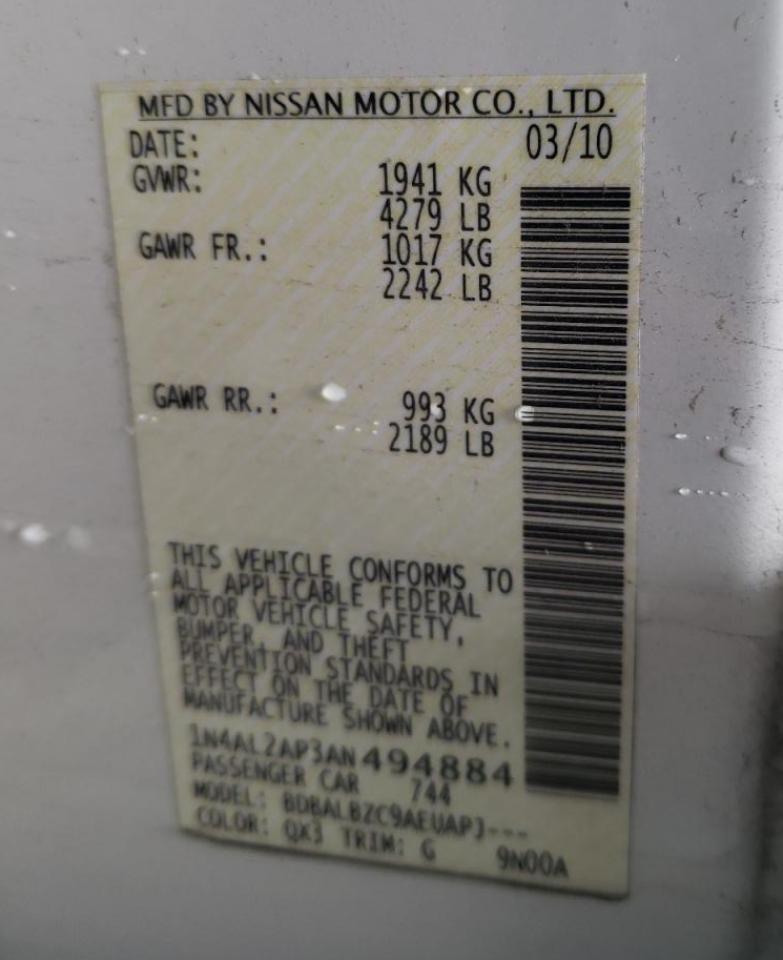 MFD BY NISSAN MOTOR CO., LTD.
DATE: 03/10
GVWR: 1941 KG
4279 LB
GAWR FR.: 1017 KG
2242 LB
GAWR RR.: 993 KG
2189 LB
THIS VEHICLE CONFORMS TO
ALL APPLICABLE FEDERAL
MOTOR VEHICLE SAFETY,
BUMPER, AND THEFT
PREVENTION STANDARDS IN
EFFECT ON THE DATE OF
MANUFACTURE SHOWN ABOVE.
1N4AL2AP3AN494884
PASSENGER CAR 744
MODEL: BDBALBZC9AEUAPJ---
COLOR: QX3 TRIM: G 9N00A